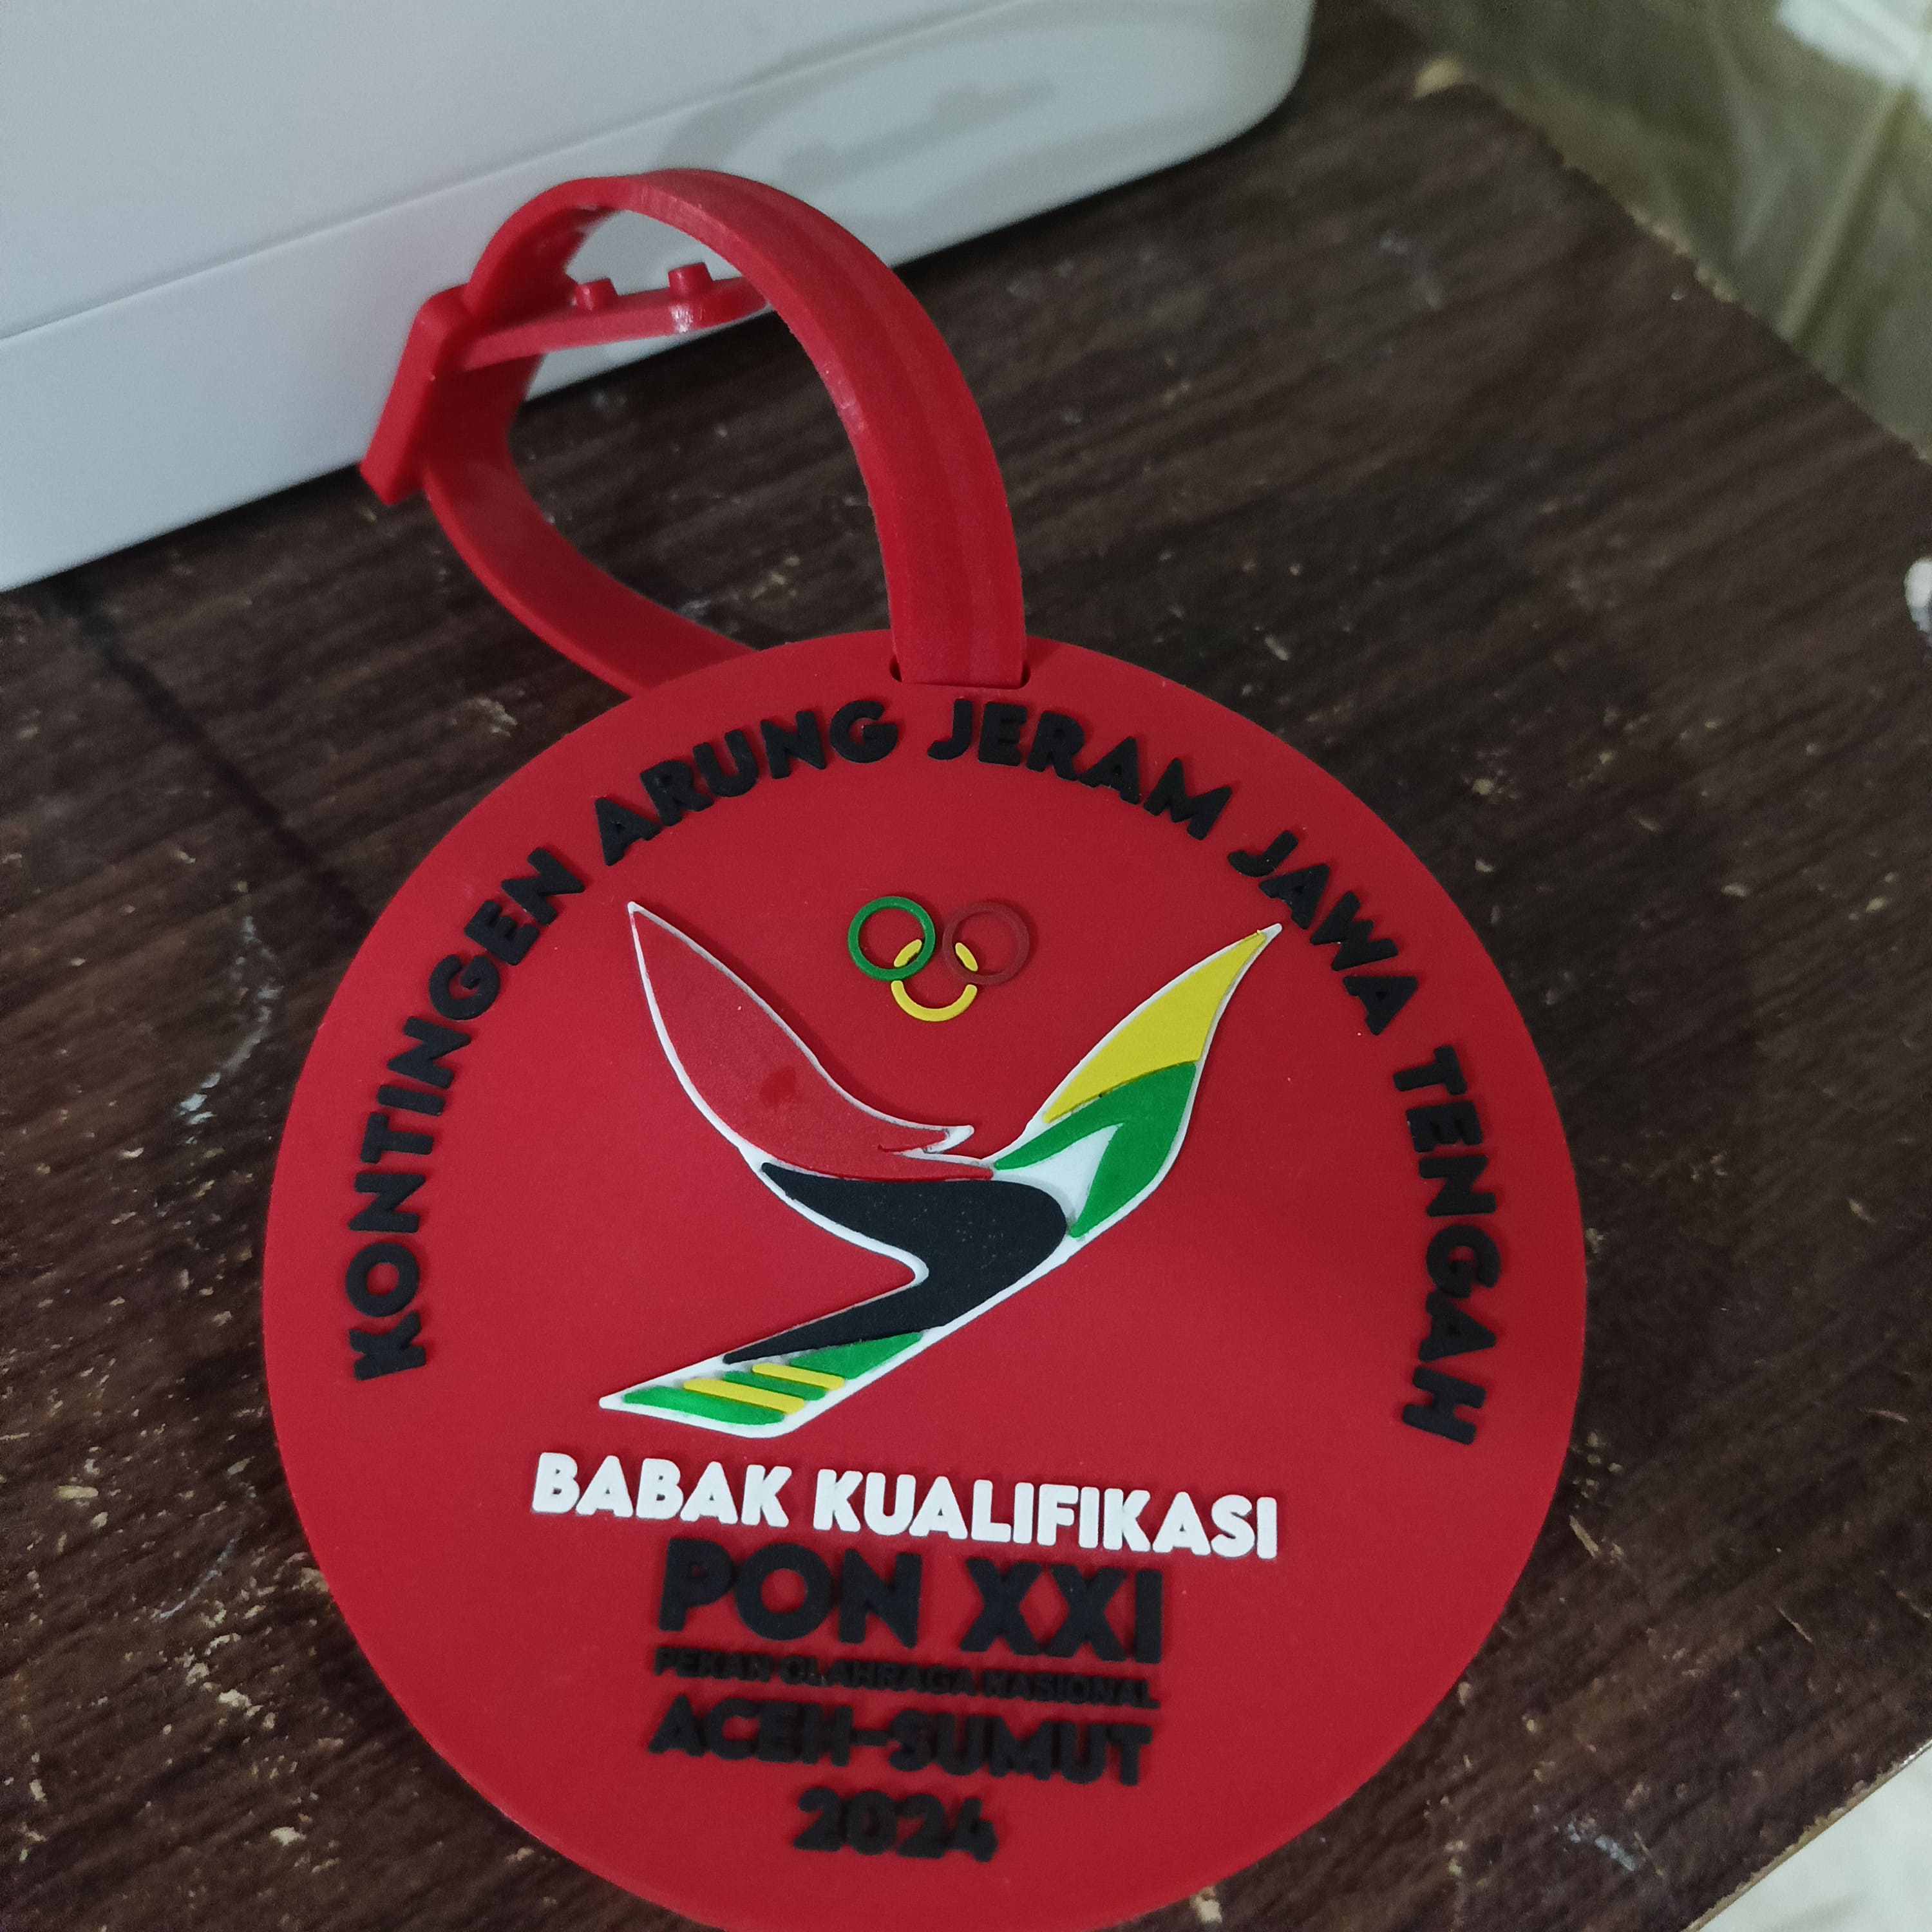 KONTINGEN ARUNG JERAM JAWA TENGAH
BABAK KUALIFIKASI
PON XXI
PEKAN OLAHRAGA NASIONAL
ACEH-SUMUT
2024